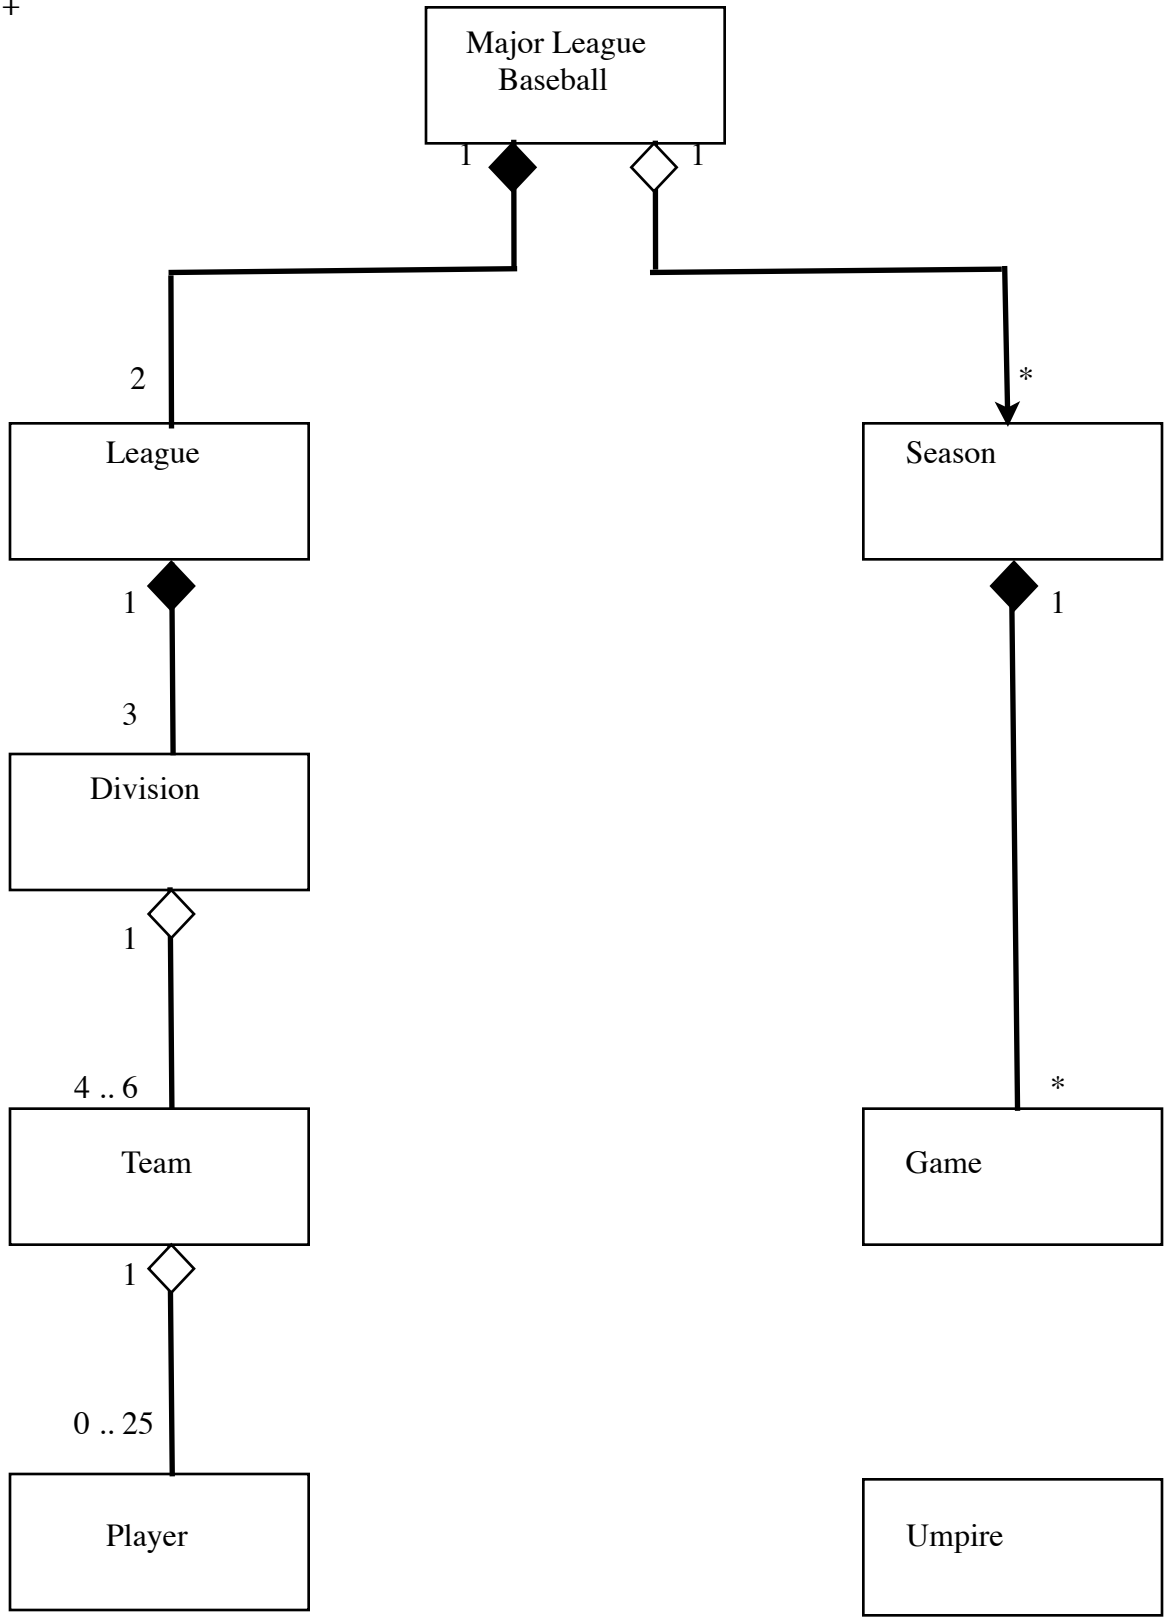 +
Major League
Baseball
1
1
2
*
League
Season
1
1
3
Division
1
4 .. 6
*
Team
Game
1
0 .. 25
Player
Umpire